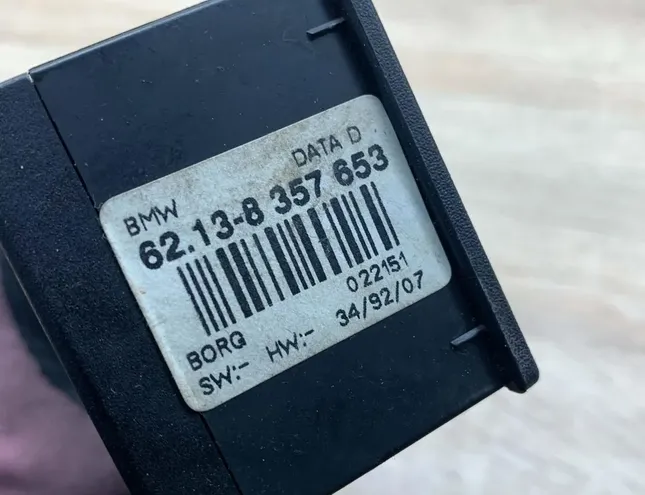 DATA D
BMW
62.13-8 357 653
022151
BORG
34/92/07
SW:- HW:-